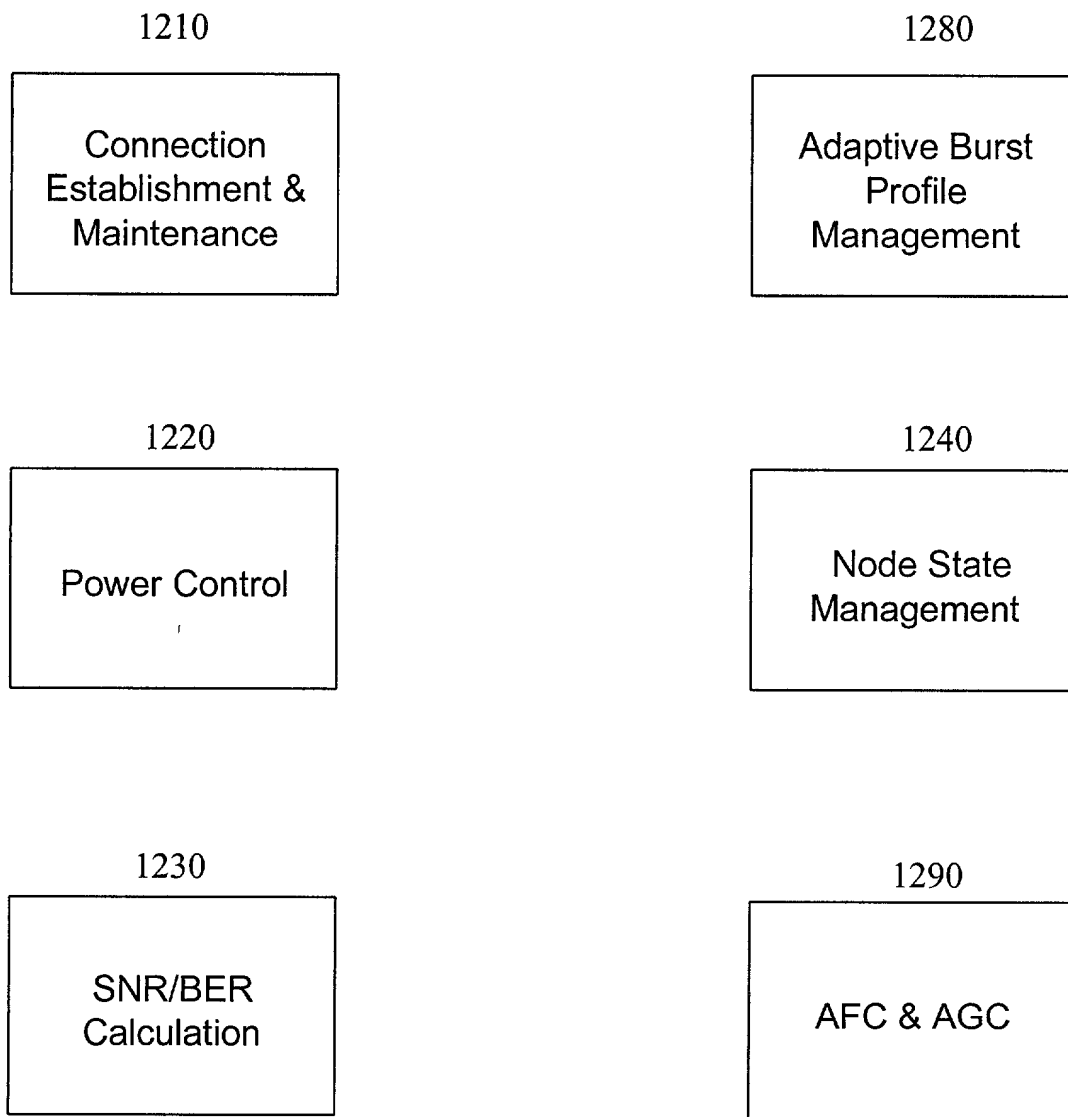 1210
Connection
Establishment &
Maintenance
1280
Adaptive Burst
Profile
Management
1220
Power Control
1240
Node State
Management
1230
SNR/BER
Calculation
1290
AFC & AGC